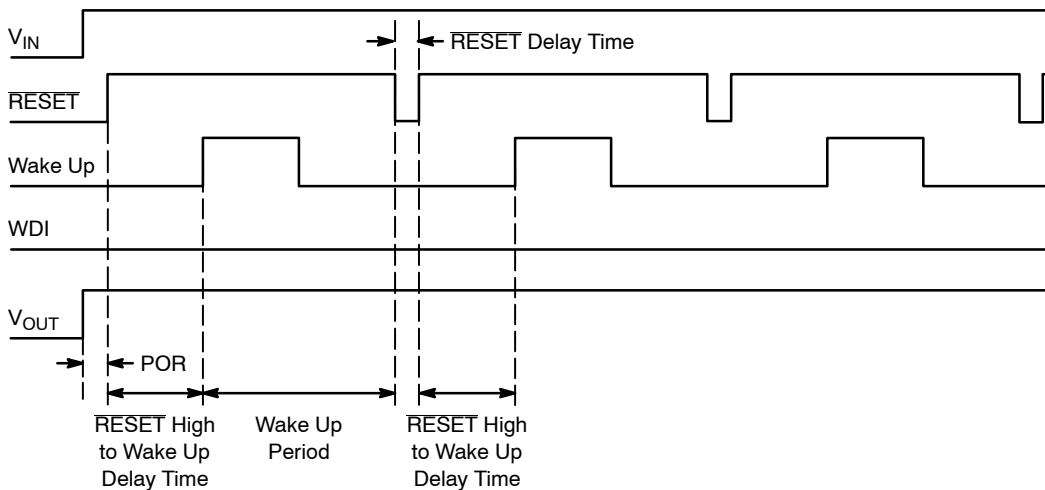 V_IN
RESET Delay Time
RESET
Wake Up
WDI
V_OUT
POR
RESET High
to Wake Up
Delay Time
Wake Up
Period
RESET High
to Wake Up
Delay Time